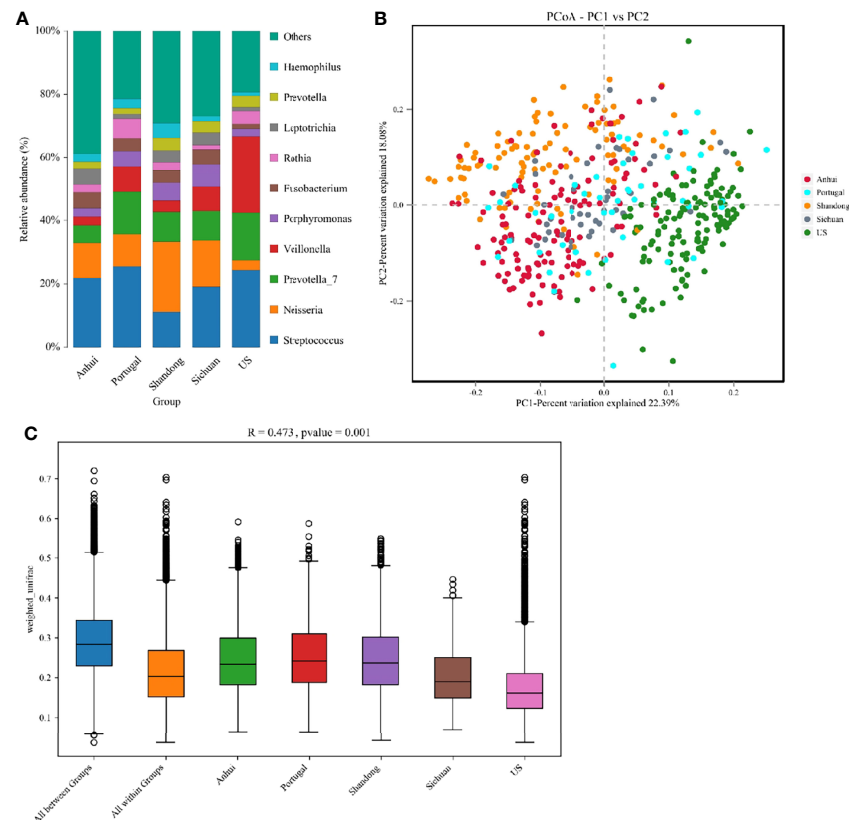 A
100%
80%
60%
40%
20%
0%
Relative abundance (%)
Anhui
Portugal
Shandong
Sichuan
US
Group
Others
Haemophilus
Prevotella
Leptotrichia
Rothia
Fusobacterium
Porphyromonas
Veillonella
Prevotella_7
Neisseria
Streptococcus
B
PCoA - PC1 vs PC2
PC2-Percent variation explained 18.08%
0.2
0.0
-0.2
-0.2
-0.1
0.0
0.1
0.2
PC1-Percent variation explained 22.39%
Anhui
Portugal
Shandong
Sichuan
US
C
R = 0.473, pvalue = 0.001
weighted_unifrac
0.7
0.6
0.5
0.4
0.3
0.2
0.1
All between Groups
All within Groups
Anhui
Portugal
Shandong
Sichuan
US